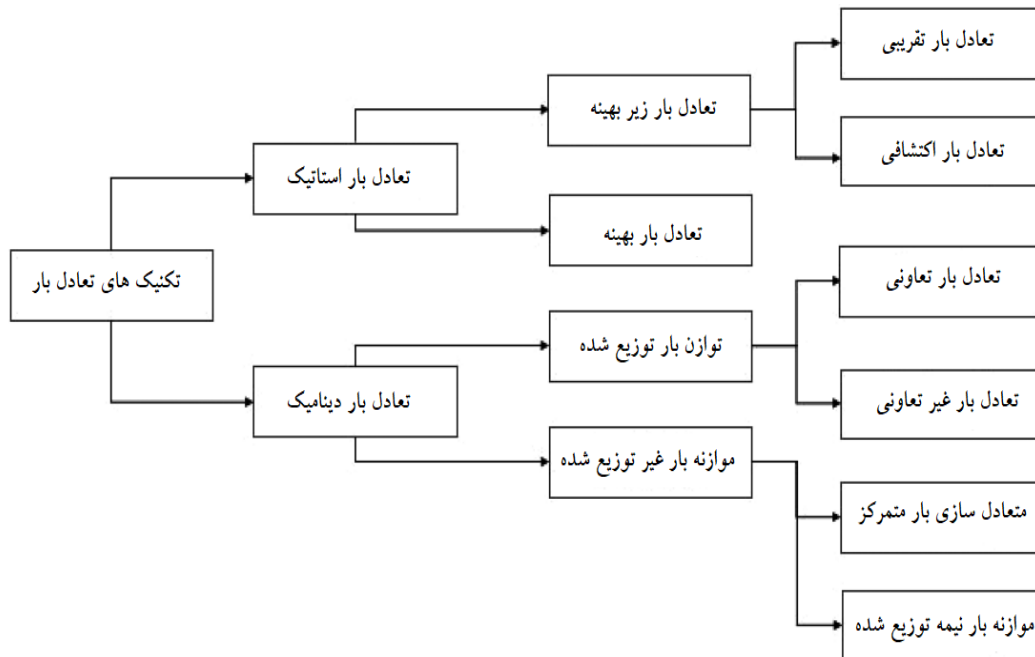 تعادل بار تقریبی
تعادل بار زیر بهینه
تعادل بار اکتشافی
تعادل بار استاتیک
تعادل بار بهینه
تکنیک های تعادل بار
تعادل بار تعاونی
توازن بار توزیع شده
تعادل بار غیر تعاونی
تعادل بار دینامیک
موازنه بار غیر توزیع شده
متعادل سازی بار متمرکز
موازنه بار نیمه توزیع شده